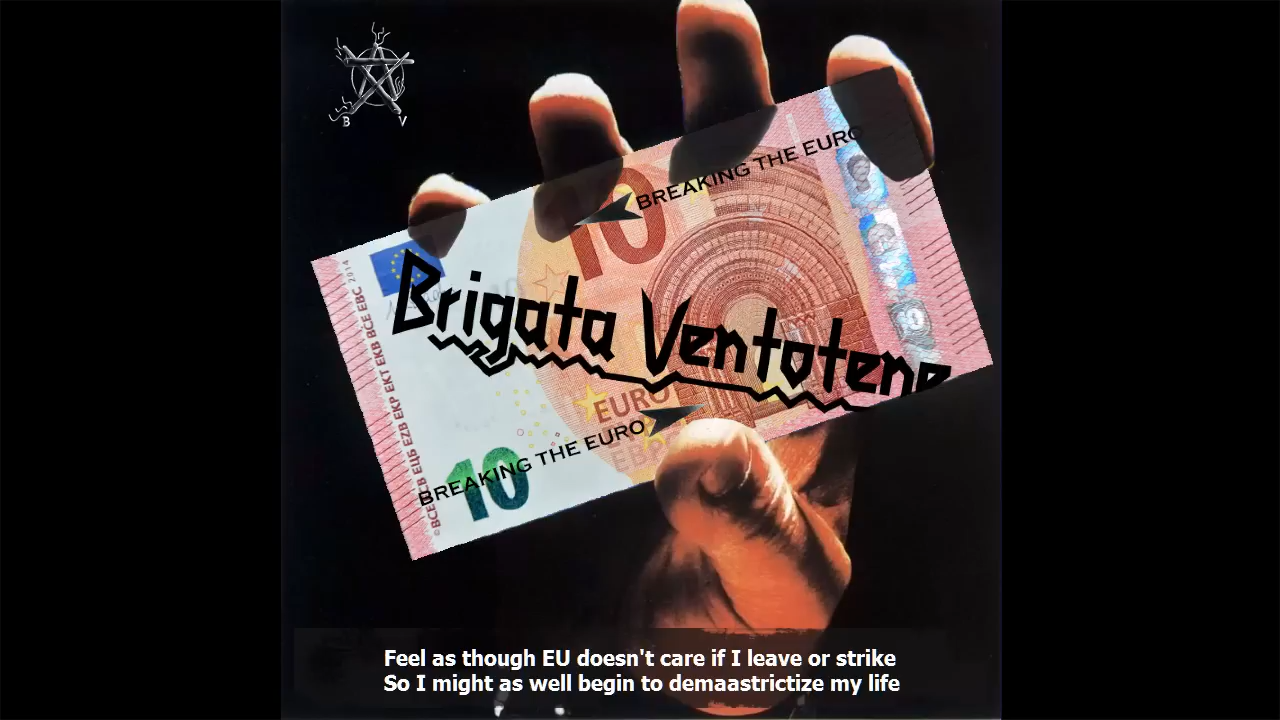 B V
BREAKING THE EURO
10
Brigata Ventotene
EURO
BREAKING THE EURO
10
Feel as though EU doesn't care if I leave or strike
So I might as well begin to demaastrictize my life